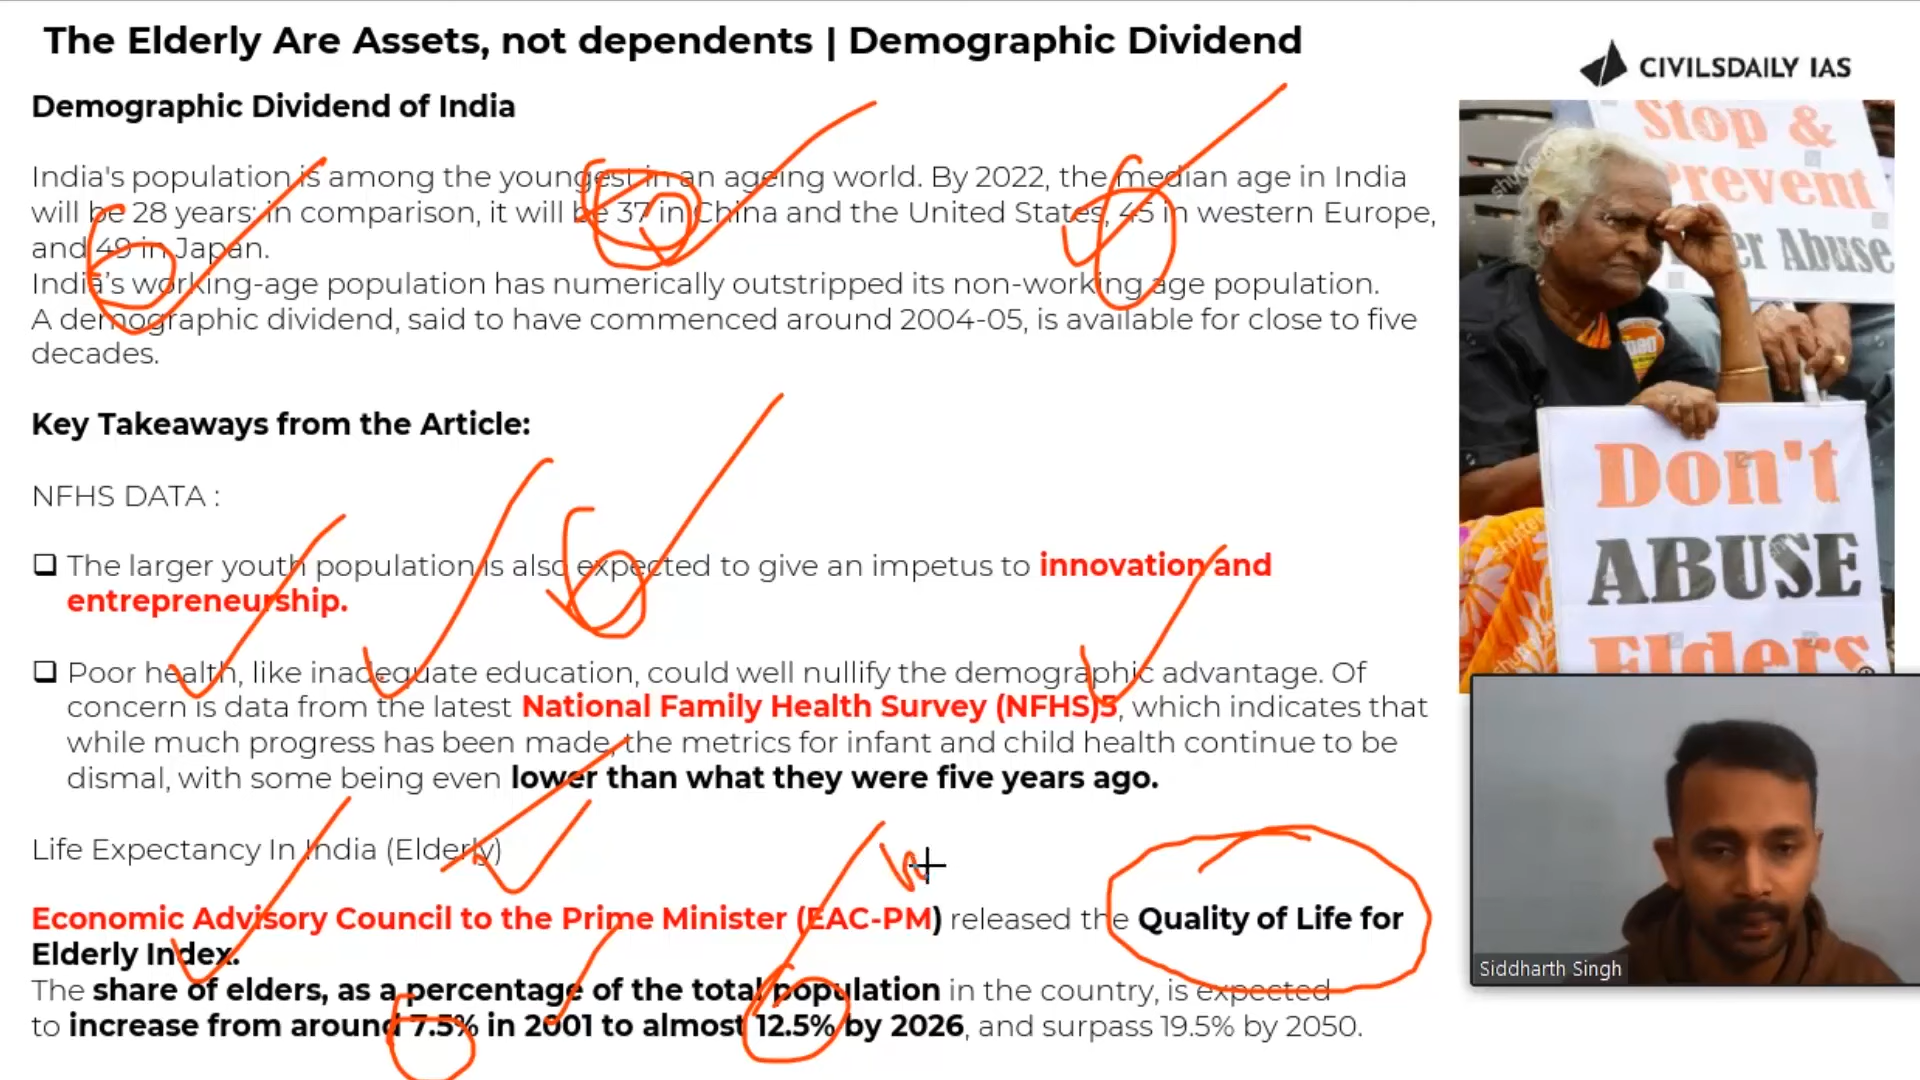 The Elderly Are Assets, not dependents | Demographic Dividend
CIVILSDAILY IAS
Demographic Dividend of India
India's population is among the youngest in an ageing world. By 2022, the median age in India
will be 28 years; in comparison, it will be 37 in China and the United States, 45 in western Europe,
and 49 in Japan.
India's working-age population has numerically outstripped its non-working age population.
A demographic dividend, said to have commenced around 2004-05, is available for close to five
decades.
Key Takeaways from the Article:
NFHS DATA :
The larger youth population is also expected to give an impetus to innovation and
entrepreneurship.
Poor health, like inadequate education, could well nullify the demographic advantage. Of
concern is data from the latest National Family Health Survey (NFHS)5, which indicates that
while much progress has been made, the metrics for infant and child health continue to be
dismal, with some being even lower than what they were five years ago.
Life Expectancy In India (Elderly)
Economic Advisory Council to the Prime Minister (EAC-PM) released the Quality of Life for
Elderly Index.
The share of elders, as a percentage of the total population in the country, is expected
to increase from around 7.5% in 2001 to almost 12.5% by 2026, and surpass 19.5% by 2050.
Stop &
Prevent
Abuse
Don't
ABUSE
Elders
Siddharth Singh